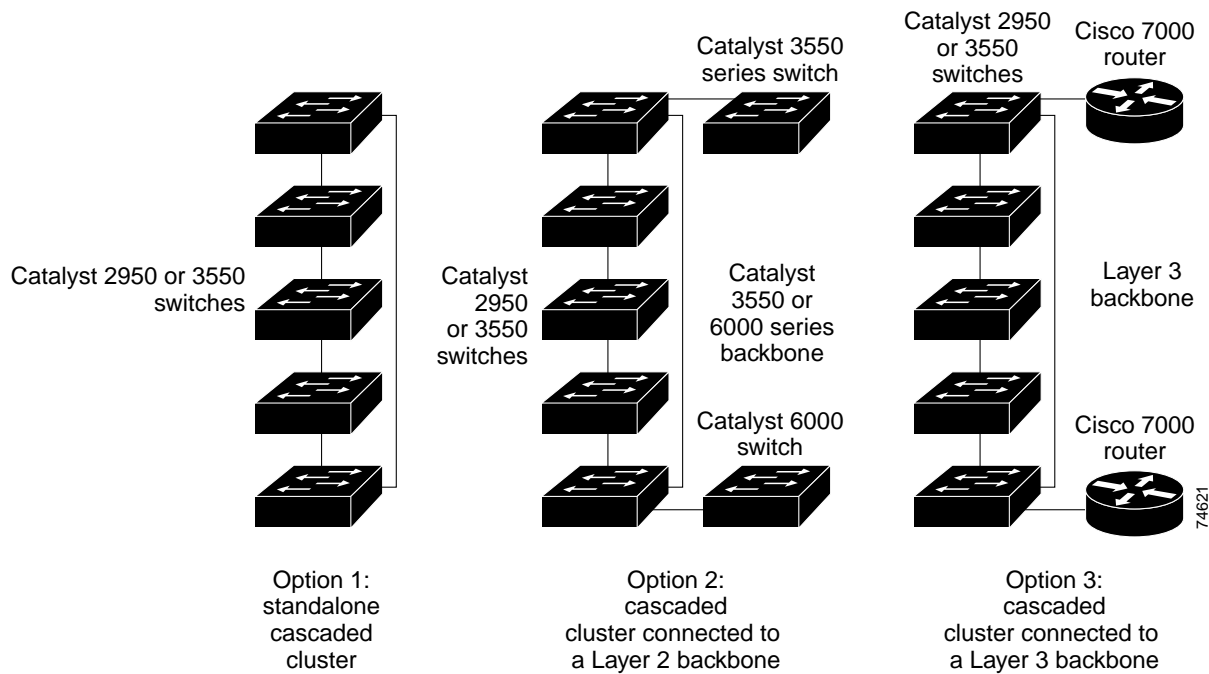 Catalyst 3550
series switch
Catalyst 2950
or 3550
switches
Cisco 7000
router
Catalyst 2950 or 3550
switches
Catalyst
2950
or 3550
switches
Catalyst
3550 or
6000 series
backbone
Layer 3
backbone
Catalyst 6000
switch
Cisco 7000
router
74621
Option 1:
standalone
cascaded
cluster
Option 2:
cascaded
cluster connected to
a Layer 2 backbone
Option 3:
cascaded
cluster connected to
a Layer 3 backbone